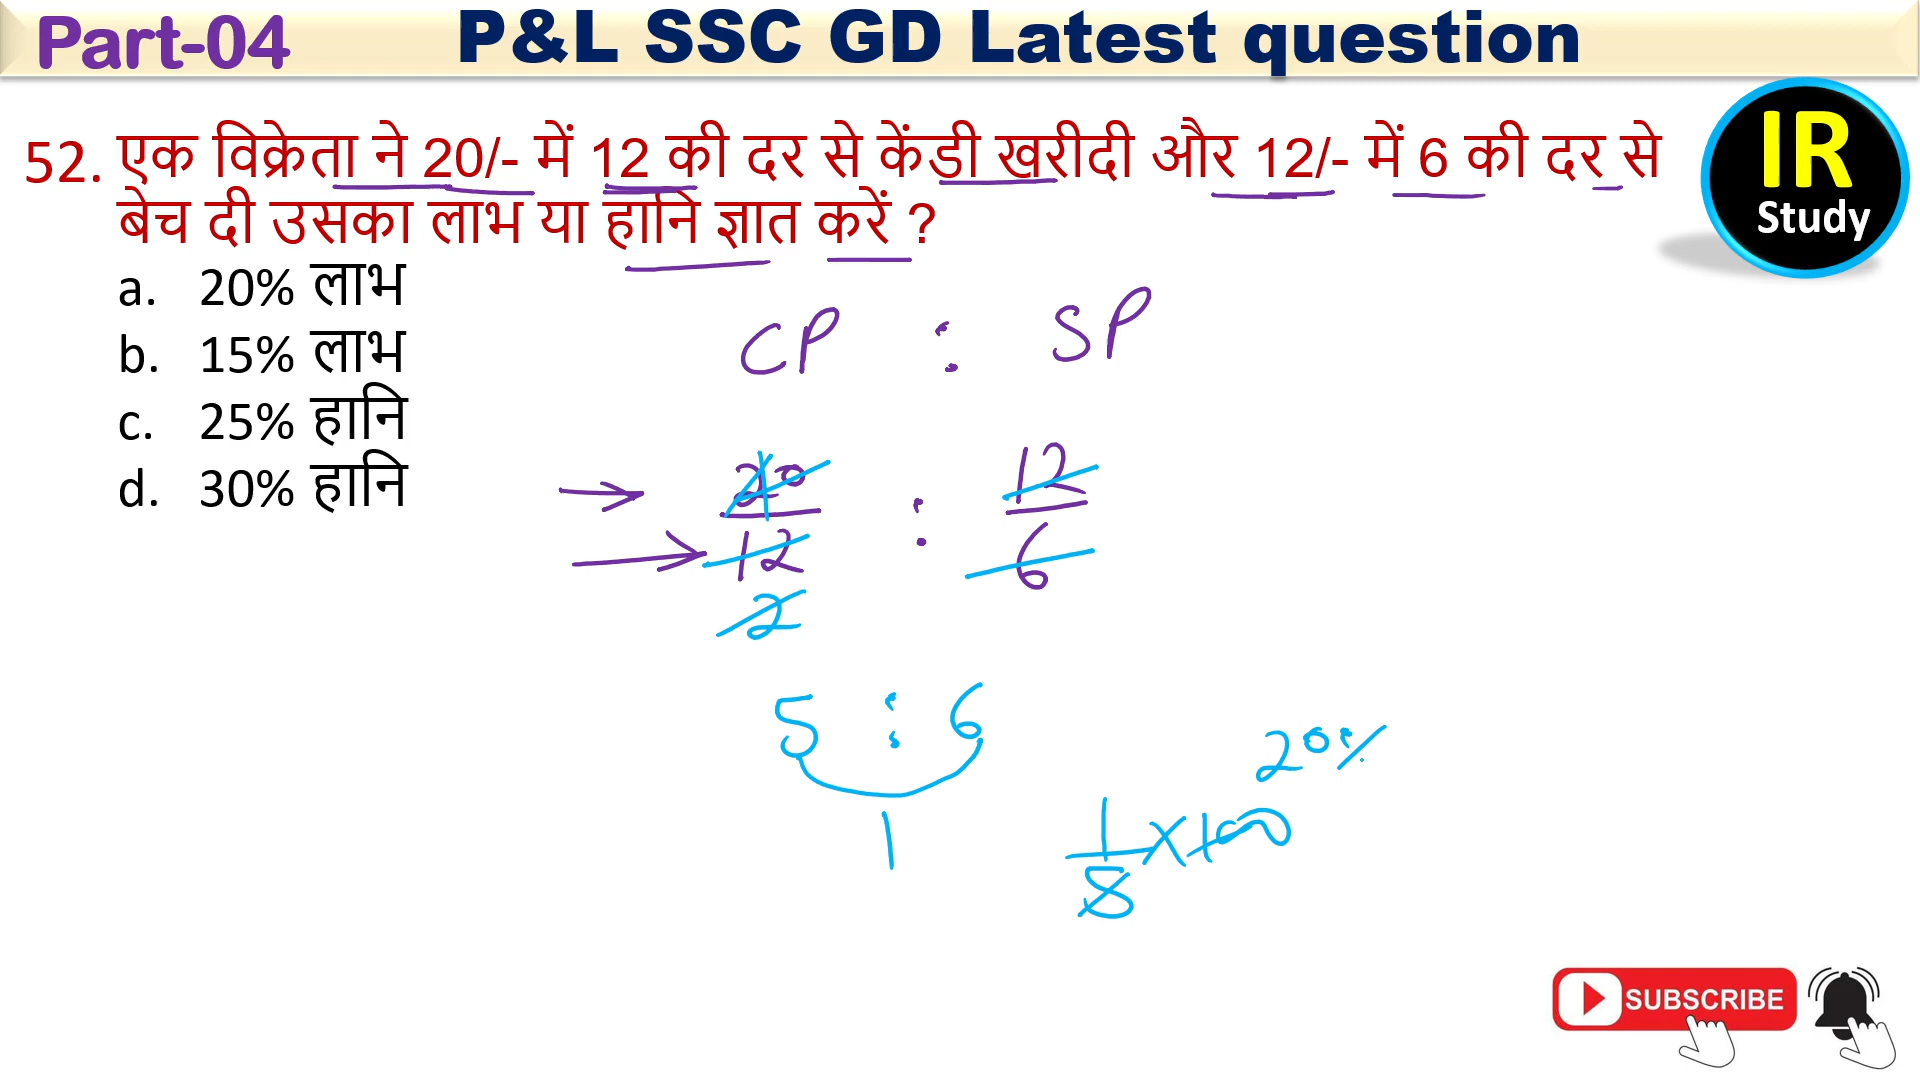 Part-04
P&L SSC GD Latest question
IR
Study
52. एक विक्रेता ने 20/- में 12 की दर से केंडी खरीदी और 12/- में 6 की दर से
बेच दी उसका लाभ या हानि ज्ञात करें ?
a. 20% लाभ
b. 15% लाभ
c. 25% हानि
d. 30% हानि
CP : SP
20 : 12
12 6
2
5 : 6
1
20%
1 × 100
5
SUBSCRIBE